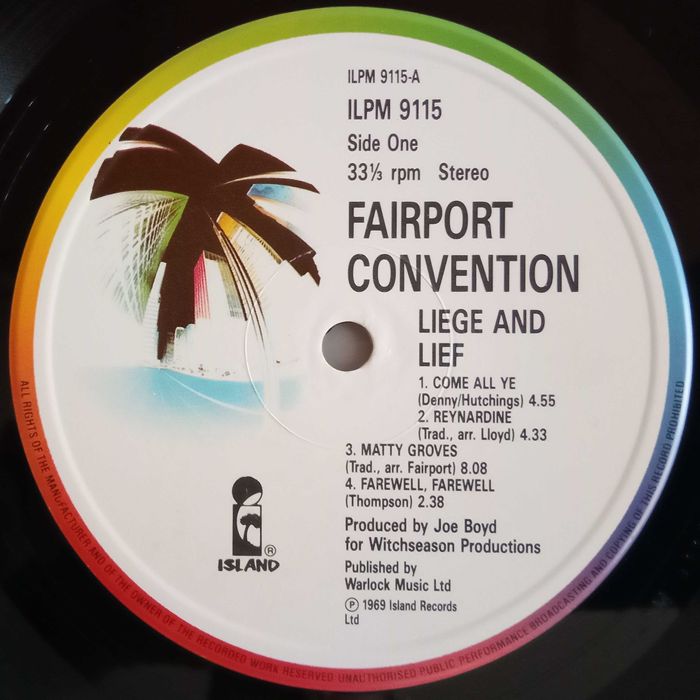 ILPM 9115-A
ILPM 9115
Side One
33⅓ rpm Stereo
FAIRPORT
CONVENTION
LIEGE AND
LIEF
1. COME ALL YE
(Denny/Hutchings) 4.55
2. REYNARDINE
(Trad., arr. Lloyd) 4.33
3. MATTY GROVES
(Trad., arr. Fairport) 8.08
4. FAREWELL, FAREWELL
(Thompson) 2.38
Produced by Joe Boyd
for Witchseason Productions
Published by
Warlock Music Ltd
Ⓟ 1969 Island Records
Ltd
ISLAND ®
ALL RIGHTS OF THE MANUFACTURER AND OF THE OWNER OF THE RECORDED WORK RESERVED UNAUTHORISED PUBLIC PERFORMANCE BROADCASTING AND COPYING OF THIS RECORD PROHIBITED